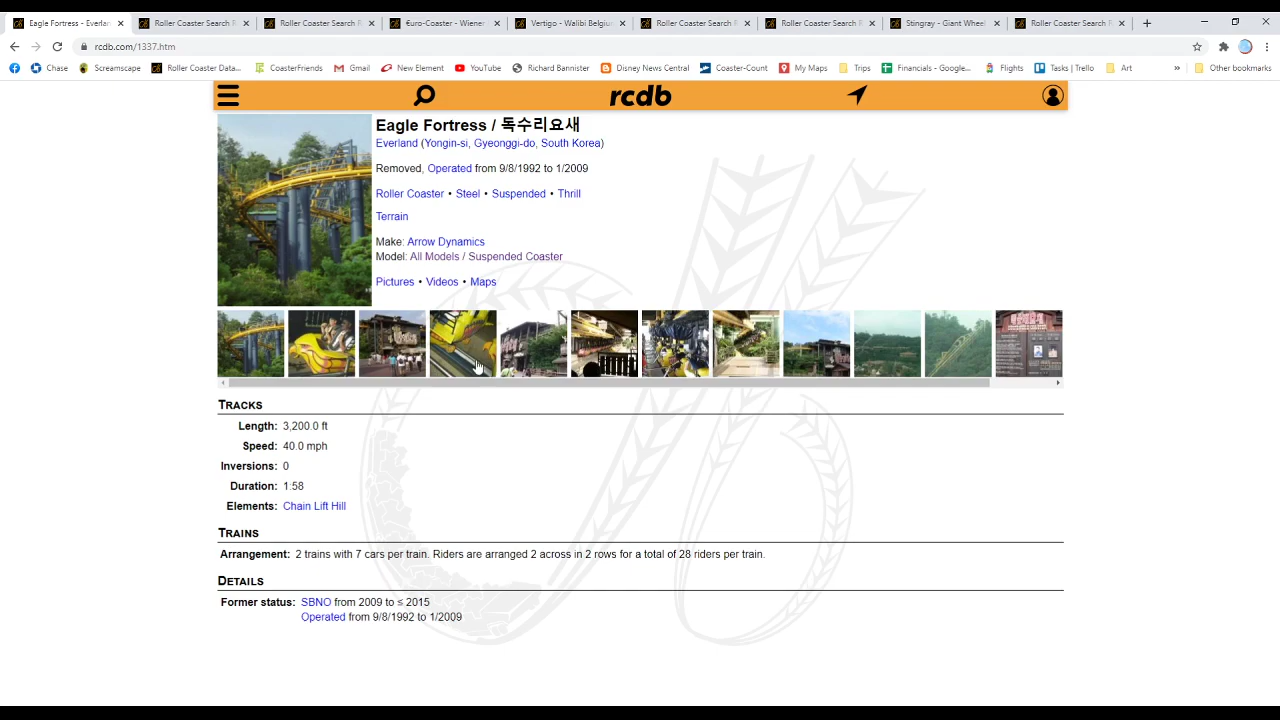 Eagle Fortress - Everlan
Roller Coaster Search R
Roller Coaster Search R
€uro-Coaster - Wiener
Vertigo - Walibi Belgiu
Roller Coaster Search R
Roller Coaster Search R
Stingray - Giant Wheel
Roller Coaster Search R
rcdb.com/1337.htm
Chase
Screamscape
Roller Coaster Data...
CoasterFriends
Gmail
New Element
YouTube
Richard Bannister
Disney News Central
Coaster-Count
My Maps
Trips
Financials - Google...
Flights
Tasks | Trello
Art
»
Other bookmarks
rcdb
Eagle Fortress / 독수리요새
Everland (Yongin-si, Gyeonggi-do, South Korea)
Removed, Operated from 9/8/1992 to 1/2009
Roller Coaster • Steel • Suspended • Thrill
Terrain
Make: Arrow Dynamics
Model: All Models / Suspended Coaster
Pictures • Videos • Maps
TRACKS
Length: 3,200.0 ft
Speed: 40.0 mph
Inversions: 0
Duration: 1:58
Elements: Chain Lift Hill
TRAINS
Arrangement: 2 trains with 7 cars per train. Riders are arranged 2 across in 2 rows for a total of 28 riders per train.
DETAILS
Former status: SBNO from 2009 to ≤ 2015
Operated from 9/8/1992 to 1/2009